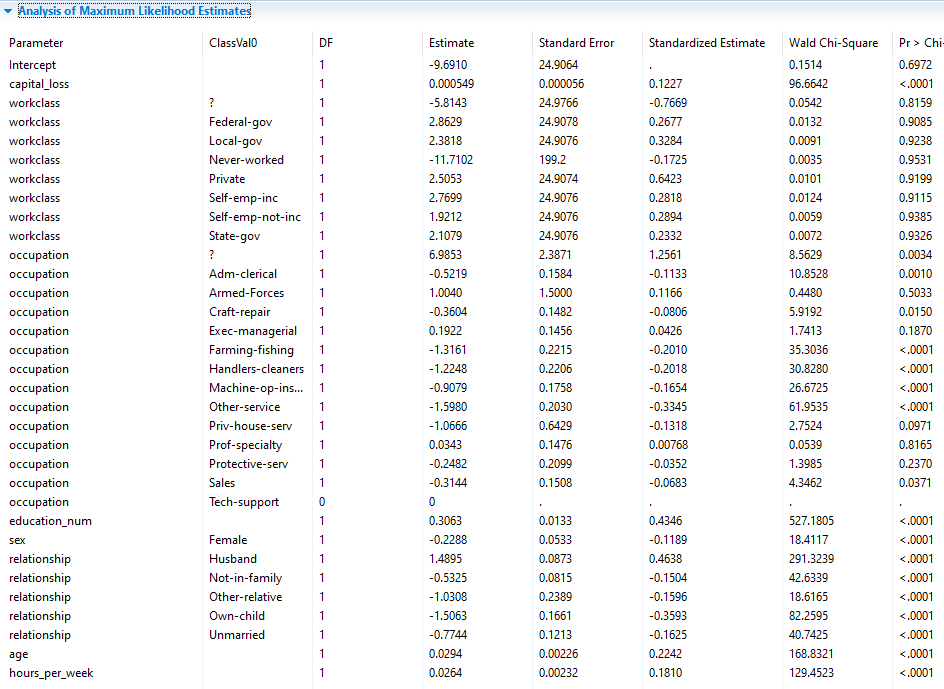 Analysis of Maximum Likelihood Estimates
Parameter ClassVal0 DF Estimate Standard Error Standardized Estimate Wald Chi-Square Pr > Chi-
Intercept 1 -9.6910 24.9064 . 0.1514 0.6972
capital_loss 1 0.000549 0.000056 0.1227 96.6642 <.0001
workclass ? 1 -5.8143 24.9766 -0.7669 0.0542 0.8159
workclass Federal-gov 1 2.8629 24.9078 0.2677 0.0132 0.9085
workclass Local-gov 1 2.3818 24.9076 0.3284 0.0091 0.9238
workclass Never-worked 1 -11.7102 199.2 -0.1725 0.0035 0.9531
workclass Private 1 2.5053 24.9074 0.6423 0.0101 0.9199
workclass Self-emp-inc 1 2.7699 24.9076 0.2818 0.0124 0.9115
workclass Self-emp-not-inc 1 1.9212 24.9076 0.2894 0.0059 0.9385
workclass State-gov 1 2.1079 24.9076 0.2332 0.0072 0.9326
occupation ? 1 6.9853 2.3871 1.2561 8.5629 0.0034
occupation Adm-clerical 1 -0.5219 0.1584 -0.1133 10.8528 0.0010
occupation Armed-Forces 1 1.0040 1.5000 0.1166 0.4480 0.5033
occupation Craft-repair 1 -0.3604 0.1482 -0.0806 5.9192 0.0150
occupation Exec-managerial 1 0.1922 0.1456 0.0426 1.7413 0.1870
occupation Farming-fishing 1 -1.3161 0.2215 -0.2010 35.3036 <.0001
occupation Handlers-cleaners 1 -1.2248 0.2206 -0.2018 30.8280 <.0001
occupation Machine-op-ins... 1 -0.9079 0.1758 -0.1654 26.6725 <.0001
occupation Other-service 1 -1.5980 0.2030 -0.3345 61.9535 <.0001
occupation Priv-house-serv 1 -1.0666 0.6429 -0.1318 2.7524 0.0971
occupation Prof-specialty 1 0.0343 0.1476 0.00768 0.0539 0.8165
occupation Protective-serv 1 -0.2482 0.2099 -0.0352 1.3985 0.2370
occupation Sales 1 -0.3144 0.1508 -0.0683 4.3462 0.0371
occupation Tech-support 0 0 . . . .
education_num 1 0.3063 0.0133 0.4346 527.1805 <.0001
sex Female 1 -0.2288 0.0533 -0.1189 18.4117 <.0001
relationship Husband 1 1.4895 0.0873 0.4638 291.3239 <.0001
relationship Not-in-family 1 -0.5325 0.0815 -0.1504 42.6339 <.0001
relationship Other-relative 1 -1.0308 0.2389 -0.1596 18.6165 <.0001
relationship Own-child 1 -1.5063 0.1661 -0.3593 82.2595 <.0001
relationship Unmarried 1 -0.7744 0.1213 -0.1625 40.7425 <.0001
age 1 0.0294 0.00226 0.2242 168.8321 <.0001
hours_per_week 1 0.0264 0.00232 0.1810 129.4523 <.0001